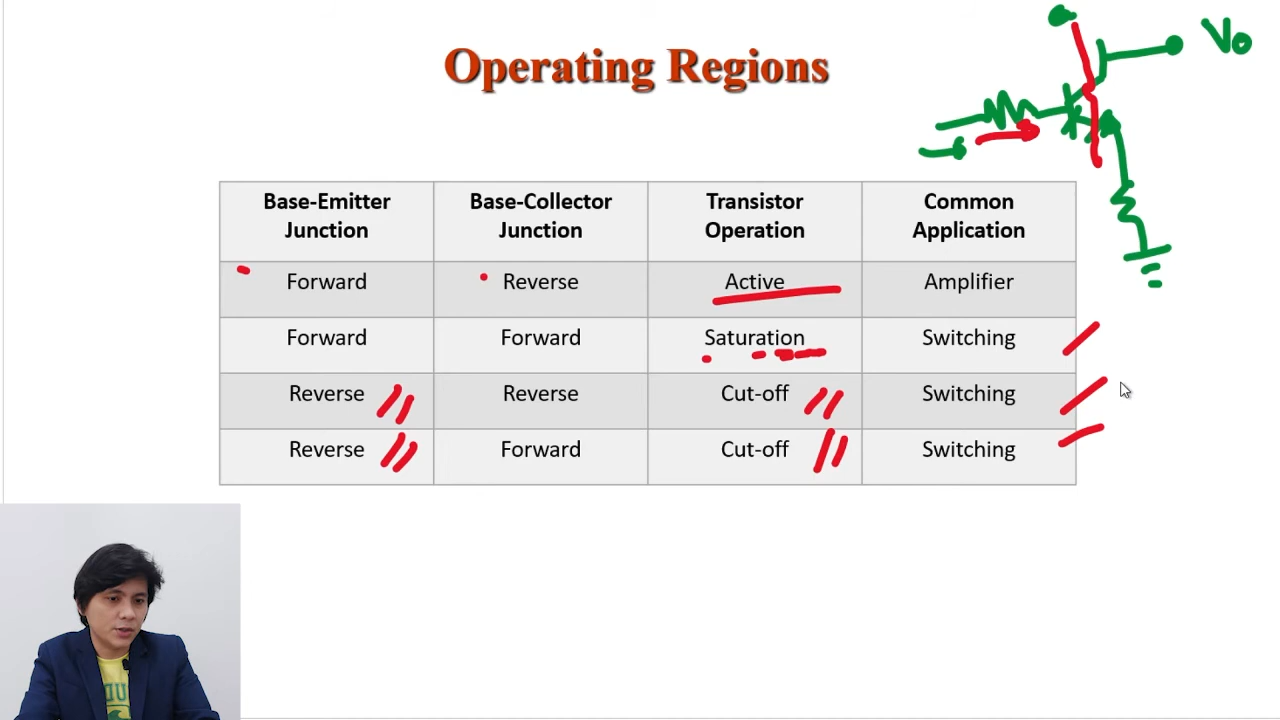 Operating Regions
Vo
Base-Emitter Junction
Base-Collector Junction
Transistor Operation
Common Application
Forward
Reverse
Active
Amplifier
Forward
Forward
Saturation
Switching
Reverse
Reverse
Cut-off
Switching
Reverse
Forward
Cut-off
Switching